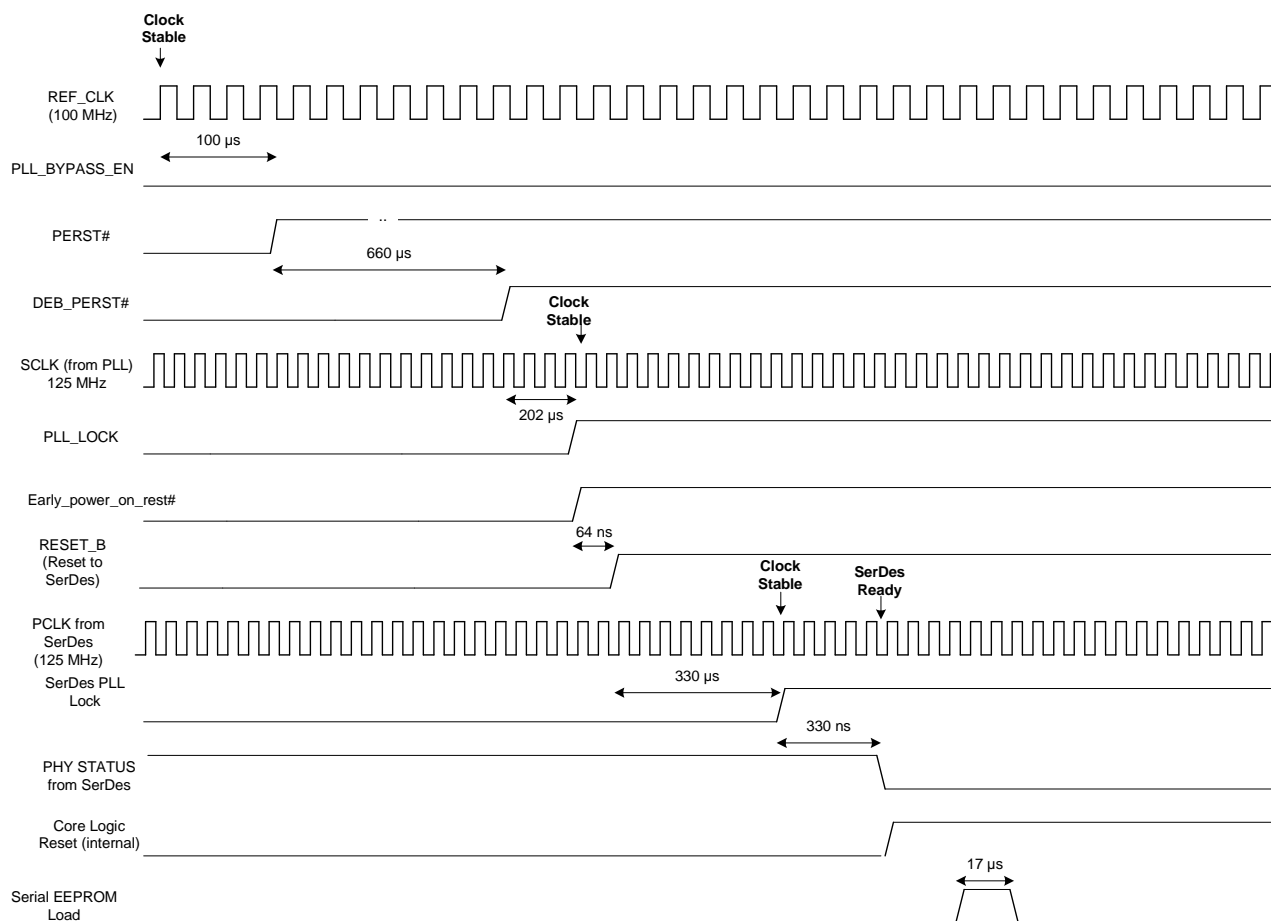 Clock
Stable
REF_CLK
(100 MHz)
100 µs
PLL_BYPASS_EN
..
PERST#
660 µs
DEB_PERST#
Clock
Stable
SCLK (from PLL)
125 MHz
202 µs
PLL_LOCK
Early_power_on_rest#
64 ns
RESET_B
(Reset to
SerDes)
Clock
Stable
SerDes
Ready
PCLK from
SerDes
(125 MHz)
SerDes PLL
Lock
330 µs
330 ns
PHY STATUS
from SerDes
Core Logic
Reset (internal)
17 µs
Serial EEPROM
Load